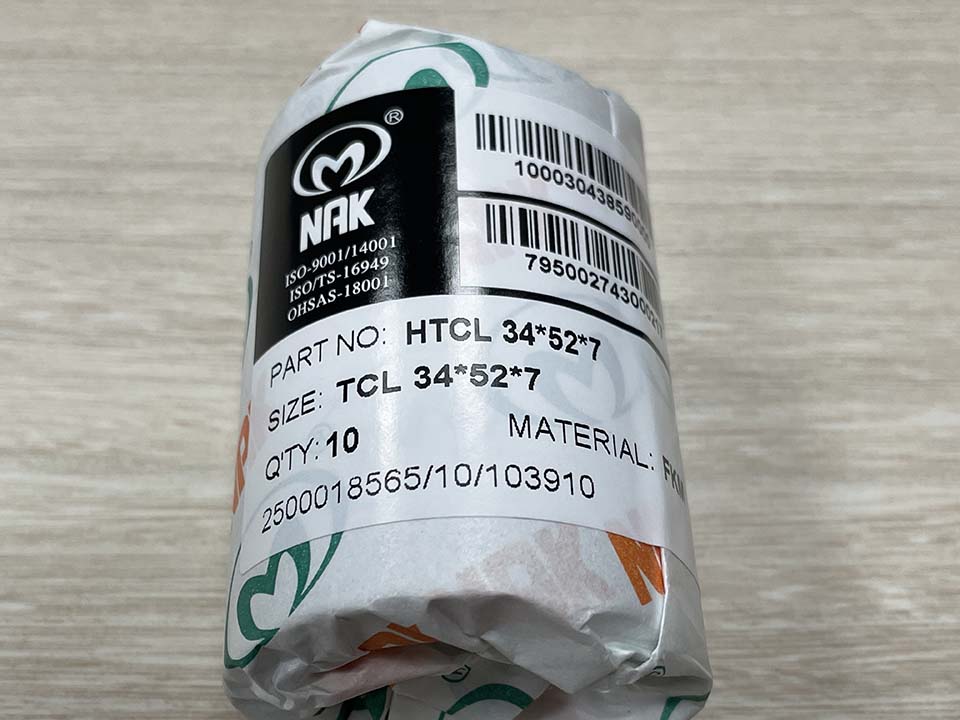 ®
NAK
ISO-9001/14001
ISO/TS-16949
OHSAS-18001
PART NO: HTCL 34*52*7
SIZE: TCL 34*52*7
Q'TY: 10
MATERIAL: FKM
2500018565/10/103910